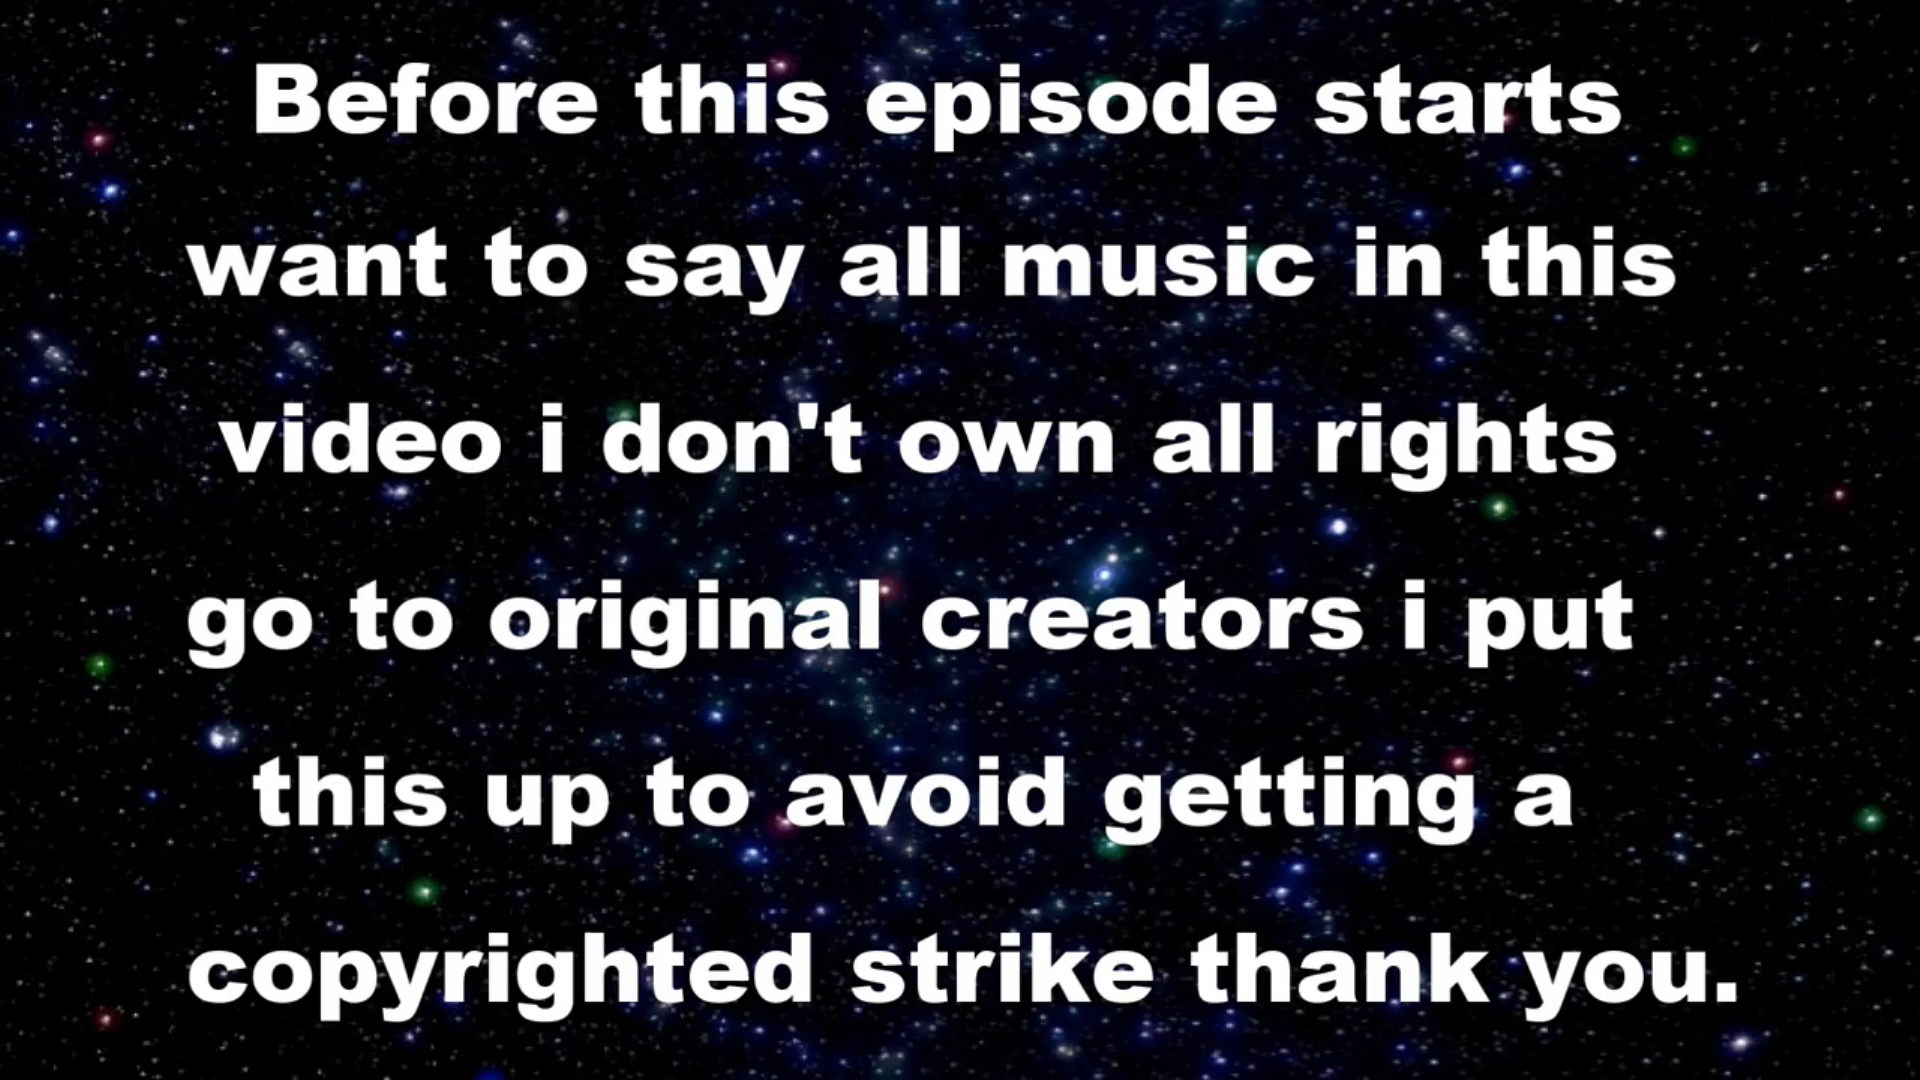 Before this episode starts
want to say all music in this
video i don't own all rights
go to original creators i put
this up to avoid getting a
copyrighted strike thank you.